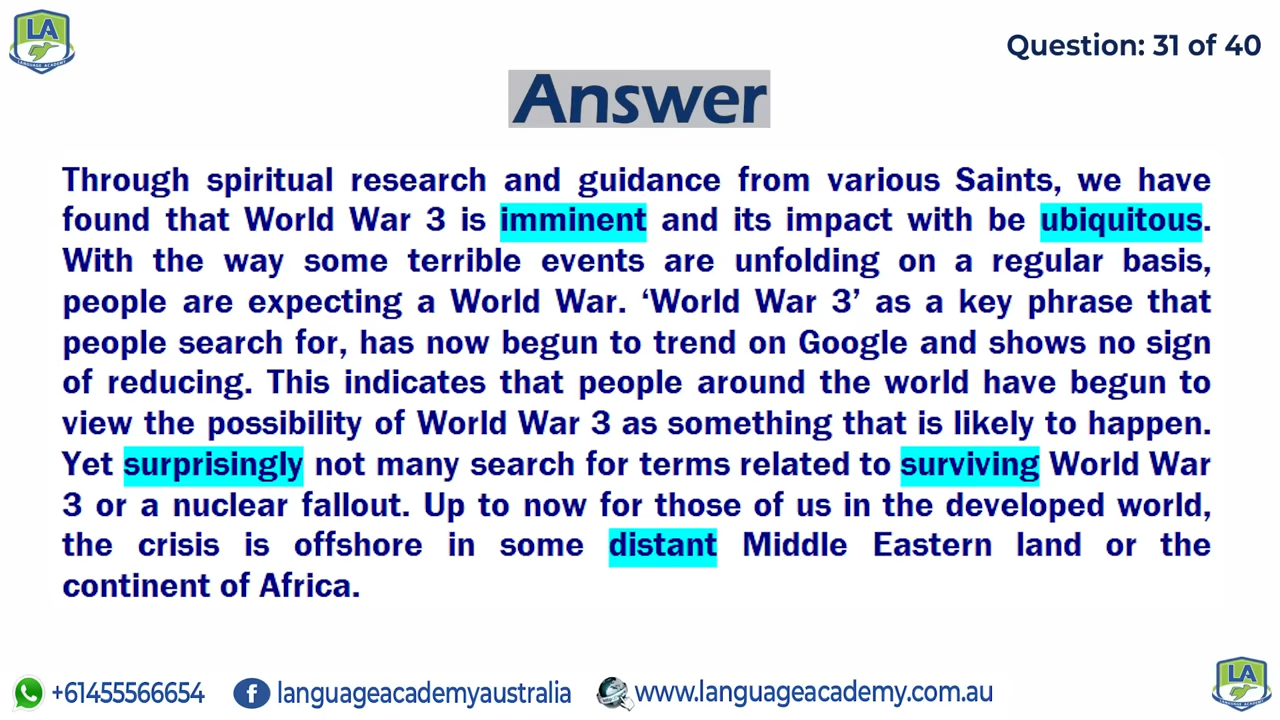 LA
LANGUAGE ACADEMY
Question: 31 of 40
Answer
Through spiritual research and guidance from various Saints, we have
found that World War 3 is imminent and its impact with be ubiquitous.
With the way some terrible events are unfolding on a regular basis,
people are expecting a World War. ‘World War 3’ as a key phrase that
people search for, has now begun to trend on Google and shows no sign
of reducing. This indicates that people around the world have begun to
view the possibility of World War 3 as something that is likely to happen.
Yet surprisingly not many search for terms related to surviving World War
3 or a nuclear fallout. Up to now for those of us in the developed world,
the crisis is offshore in some distant Middle Eastern land or the
continent of Africa.
+61455566654
f languageacademyaustralia
www.languageacademy.com.au
LA
LANGUAGE ACADEMY